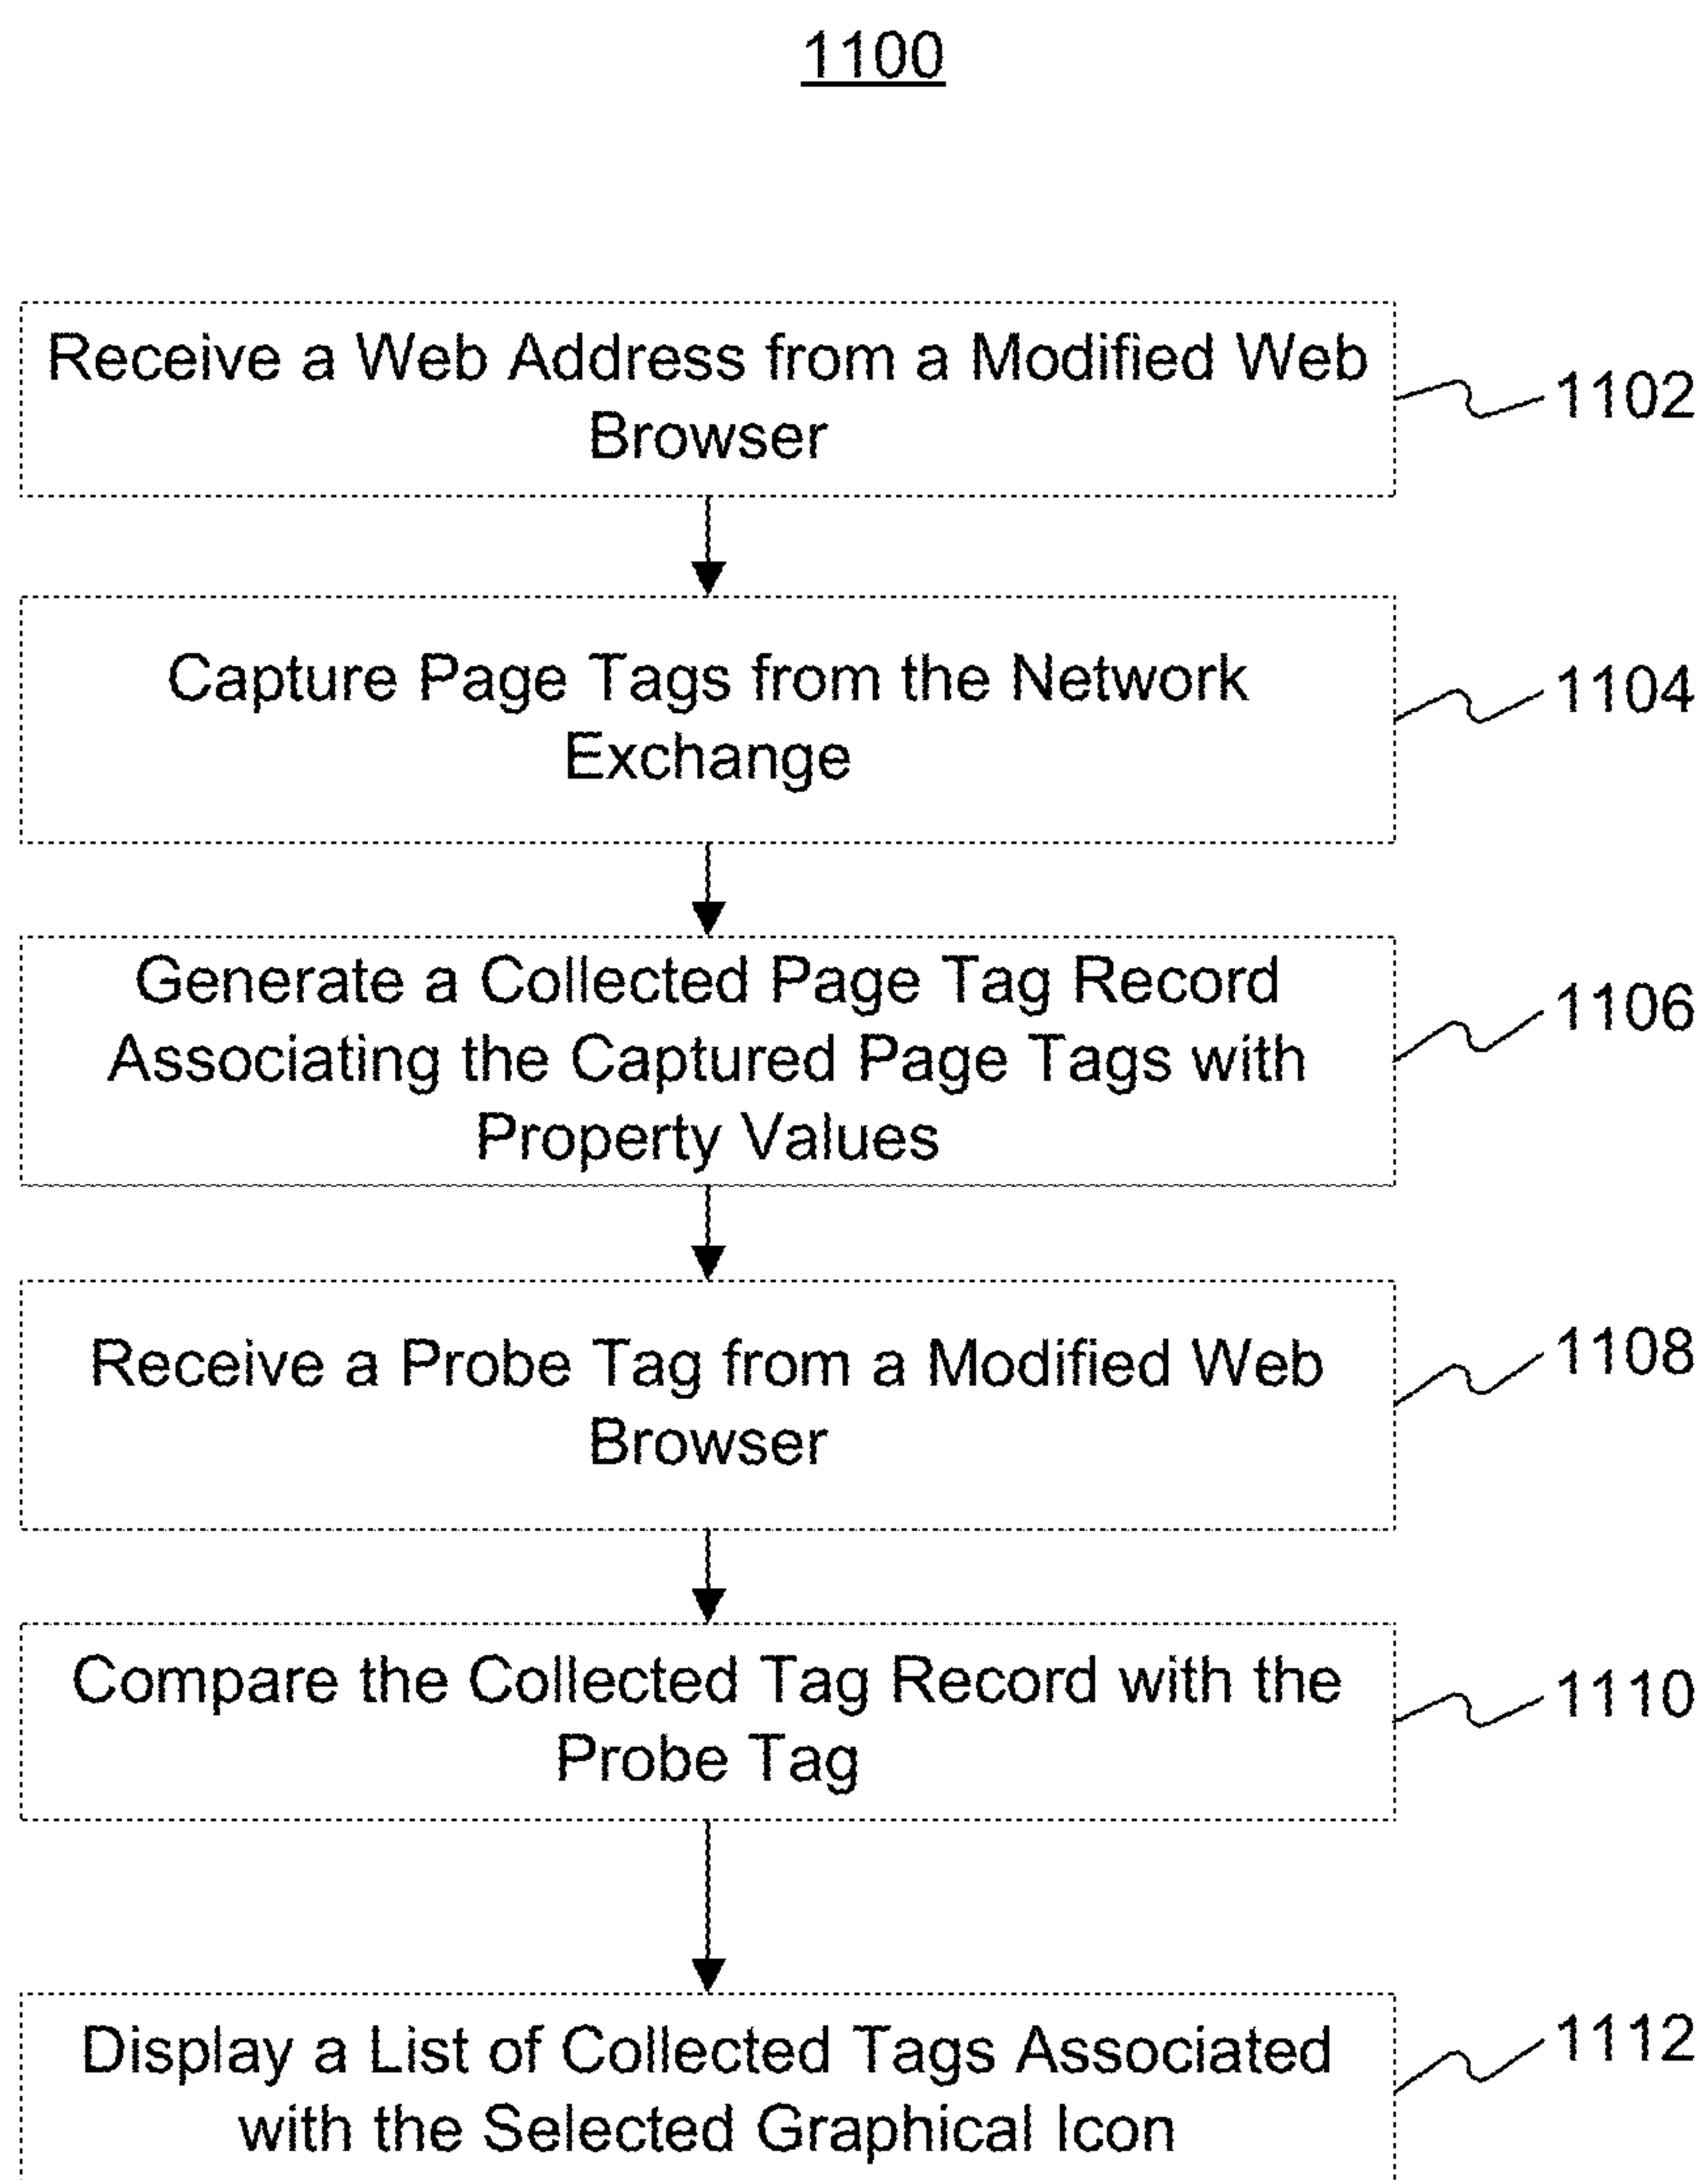 1100
Receive a Web Address from a Modified Web
Browser
1102
Capture Page Tags from the Network
Exchange
1104
Generate a Collected Page Tag Record
Associating the Captured Page Tags with
Property Values
1106
Receive a Probe Tag from a Modified Web
Browser
1108
Compare the Collected Tag Record with the
Probe Tag
1110
Display a List of Collected Tags Associated
with the Selected Graphical Icon
1112